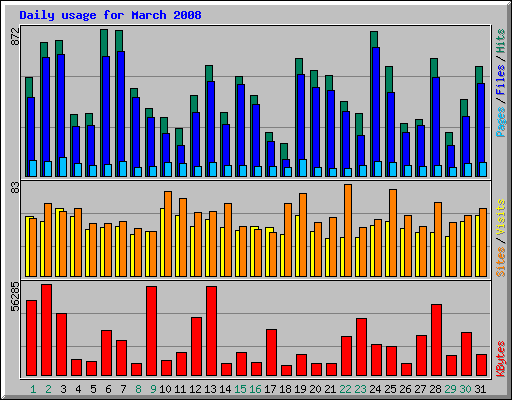 Daily usage for March 2008
872
Pages / Files / Hits
83
Sites / Visits
56285
KBytes
1 2 3 4 5 6 7 8 9 10 11 12 13 14 15 16 17 18 19 20 21 22 23 24 25 26 27 28 29 30 31